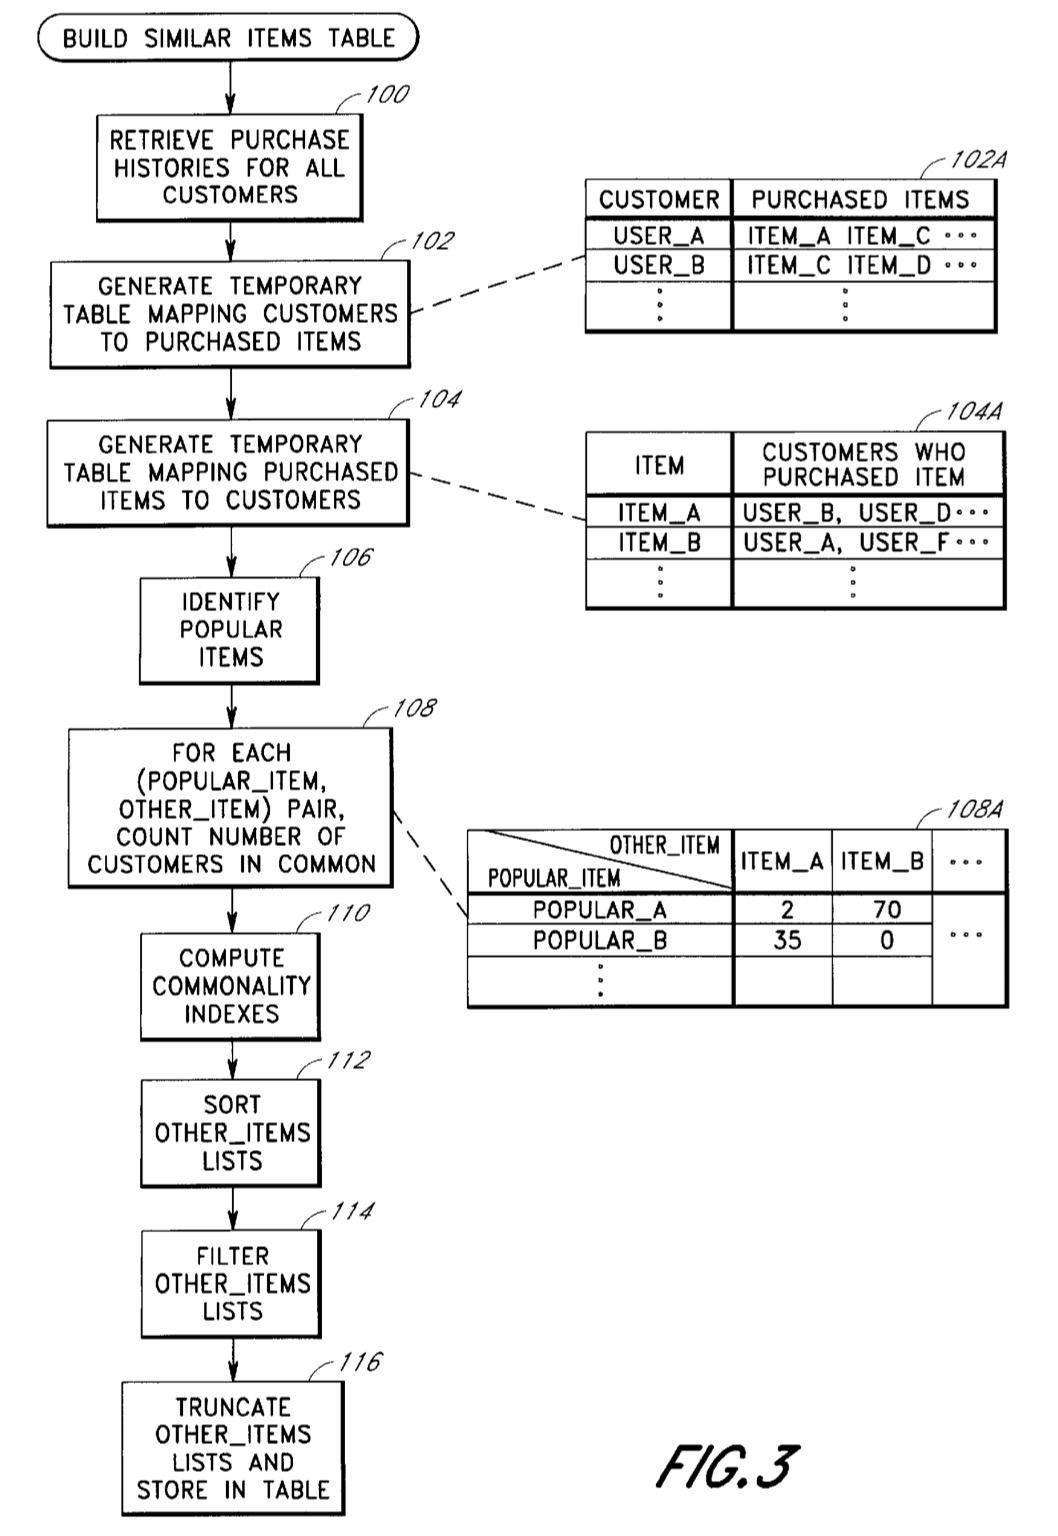 BUILD SIMILAR ITEMS TABLE
100
RETRIEVE PURCHASE
HISTORIES FOR ALL
CUSTOMERS
102
GENERATE TEMPORARY
TABLE MAPPING CUSTOMERS
TO PURCHASED ITEMS
102A
CUSTOMER PURCHASED ITEMS
USER_A ITEM_A ITEM_C ...
USER_B ITEM_C ITEM_D ...
104
GENERATE TEMPORARY
TABLE MAPPING PURCHASED
ITEMS TO CUSTOMERS
104A
ITEM
CUSTOMERS WHO
PURCHASED ITEM
ITEM_A USER_B, USER_D...
ITEM_B USER_A, USER_F...
106
IDENTIFY
POPULAR
ITEMS
108
FOR EACH
(POPULAR_ITEM,
OTHER_ITEM) PAIR,
COUNT NUMBER OF
CUSTOMERS IN COMMON
108A
OTHER_ITEM
POPULAR_ITEM
ITEM_A ITEM_B ...
POPULAR_A 2 70
POPULAR_B 35 0 ...
110
COMPUTE
COMMONALITY
INDEXES
112
SORT
OTHER_ITEMS
LISTS
114
FILTER
OTHER_ITEMS
LISTS
116
TRUNCATE
OTHER_ITEMS
LISTS AND
STORE IN TABLE
FIG.3